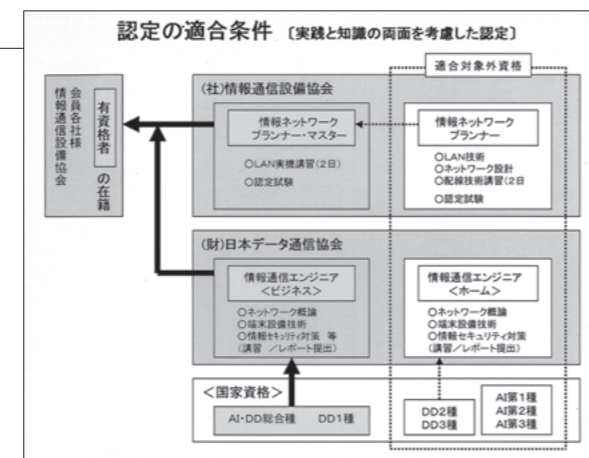 認定の適合条件 〔実践と知識の両面を考慮した認定〕
適合対象外資格
情報通信設備協会
会員各社様
有資格者
の在籍
(社)情報通信設備協会
情報ネットワーク
プランナー・マスター
○LAN実機講習(2日)
○認定試験
情報ネットワーク
プランナー
○LAN技術
○ネットワーク設計
○配線技術講習(2日
○認定試験
(財)日本データ通信協会
情報通信エンジニア
<ビジネス>
○ネットワーク概論
○端末設備技術
○情報セキュリティ対策 等
(講習 /レポート提出)
情報通信エンジニア
<ホーム>
○ネットワーク概論
○端末設備技術
○情報セキュリティ対策
(講習/レポート提出)
<国家資格>
AI・DD総合種 DD1種
DD2種
DD3種
AI第1種
AI第2種
AI第3種